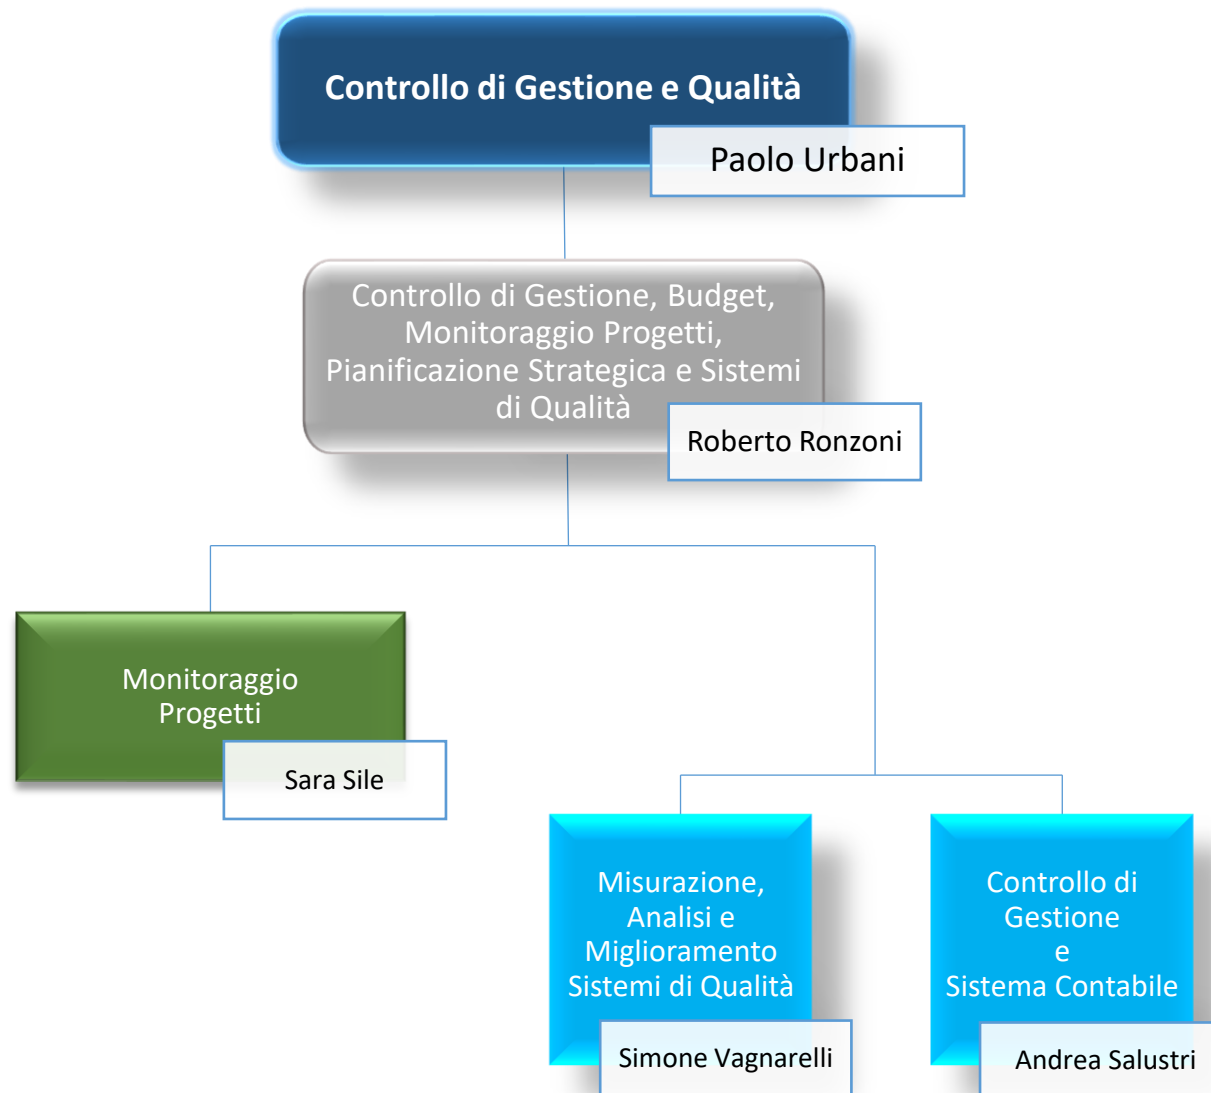 Controllo di Gestione e Qualità
Paolo Urbani
Controllo di Gestione, Budget,
Monitoraggio Progetti,
Pianificazione Strategica e Sistemi
di Qualità
Roberto Ronzoni
Monitoraggio
Progetti
Sara Sile
Misurazione,
Analisi e
Miglioramento
Sistemi di Qualità
Simone Vagnarelli
Controllo di
Gestione
e
Sistema Contabile
Andrea Salustri